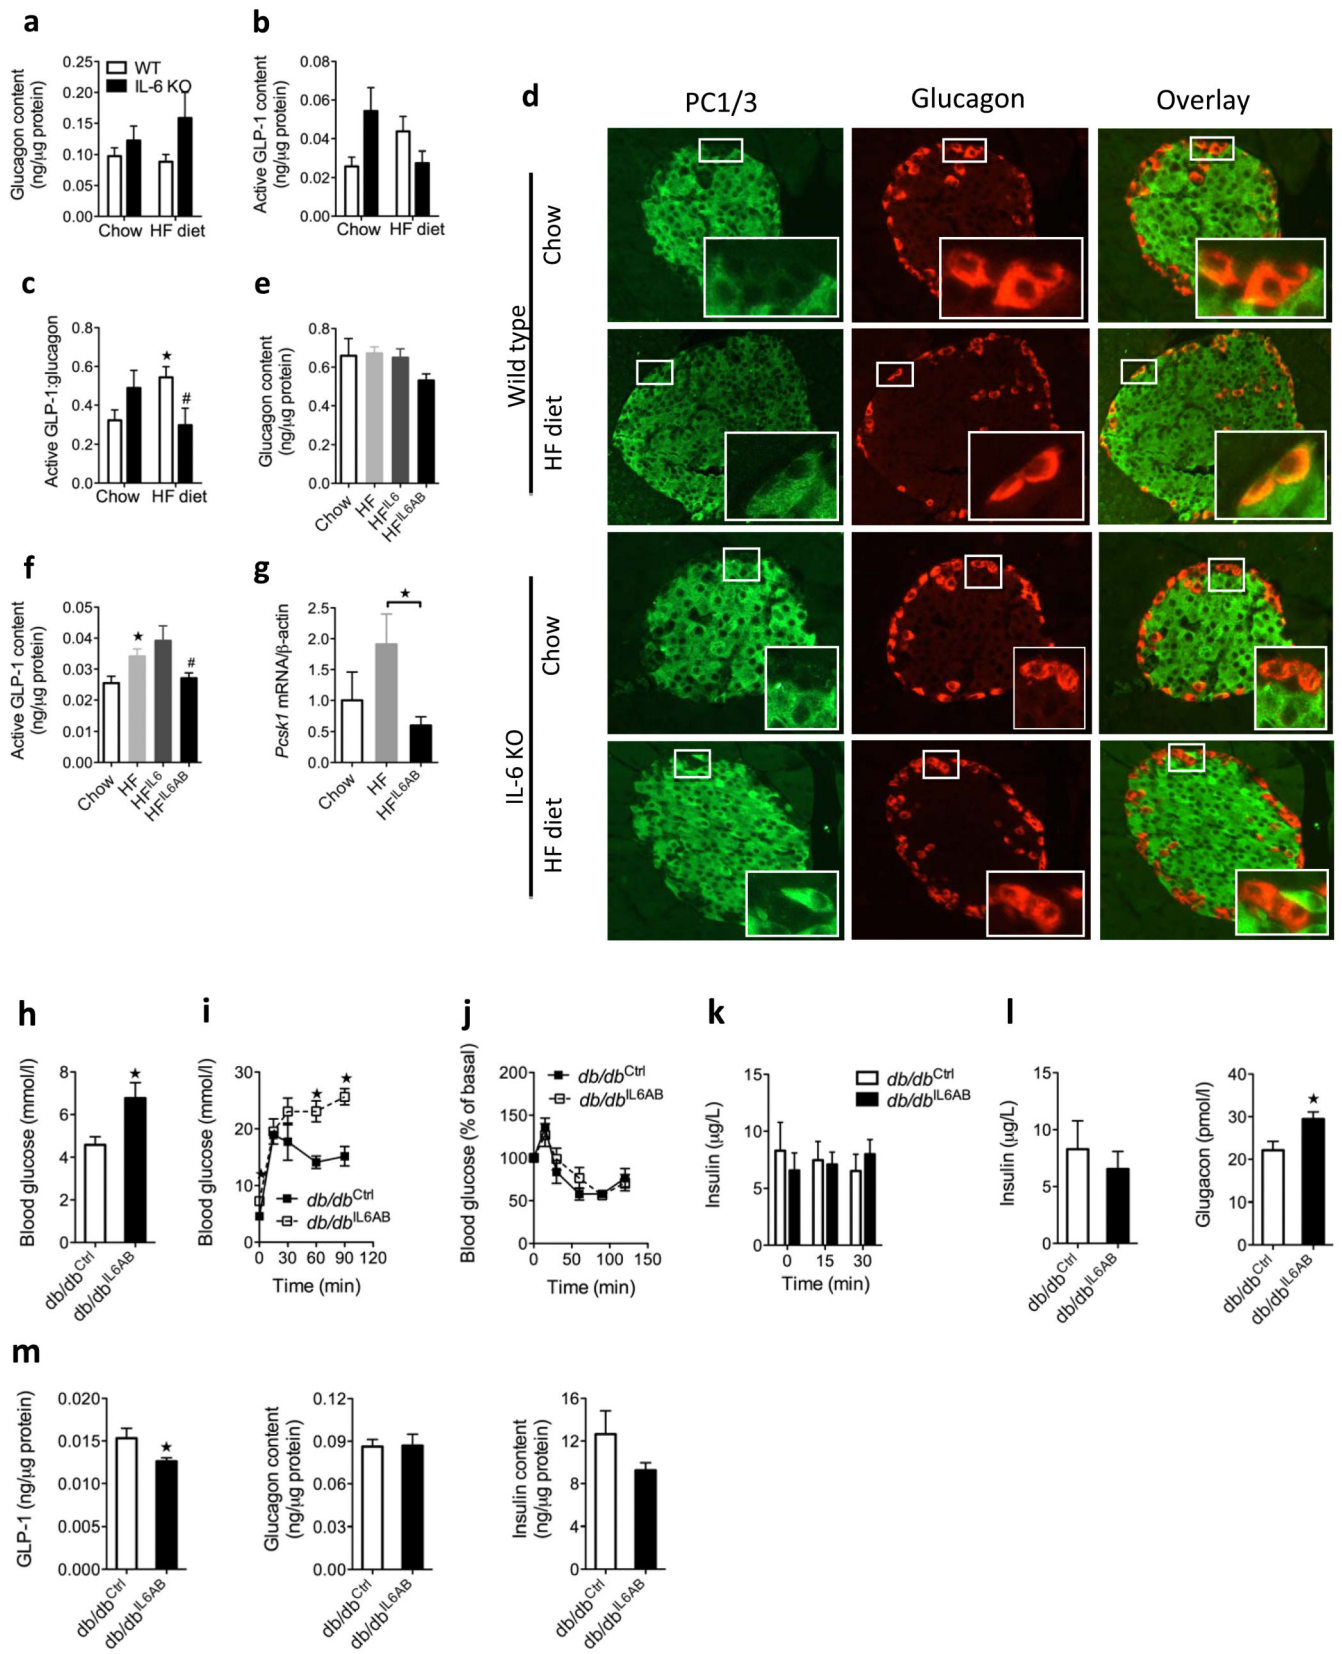 a
Glucagon content
(ng/µg protein)
0.25
0.20
0.15
0.10
0.05
0.00
WT
IL-6 KO
Chow HF diet
b
Active GLP-1 content
(ng/µg protein)
0.08
0.06
0.04
0.02
0.00
Chow HF diet
c
Active GLP-1:glucagon
0.8
0.6
0.4
0.2
0.0
★
#
Chow HF diet
e
Glucagon content
(ng/µg protein)
0.8
0.6
0.4
0.2
0.0
Chow
HF
HF^IL6
HF^IL6AB
f
Active GLP-1 content
(ng/µg protein)
0.05
0.04
0.03
0.02
0.01
0.00
★
#
Chow
HF
HF^IL6
HF^IL6AB
g
Pcsk1 mRNA/β-actin
2.5
2.0
1.5
1.0
0.5
0.0
★
Chow
HF
HF^IL6AB
d
PC1/3 Glucagon Overlay
Wild type
Chow
HF diet
IL-6 KO
Chow
HF diet
h
Blood glucose (mmol/l)
8
6
4
2
0
★
db/db^Ctrl
db/db^IL6AB
i
Blood glucose (mmol/l)
30
20
10
0
★
★
★
db/db^Ctrl
db/db^IL6AB
0 30 60 90 120
Time (min)
j
Blood glucose (% of basal)
200
150
100
50
0
db/db^Ctrl
db/db^IL6AB
0 50 100 150
Time (min)
k
Insulin (µg/L)
15
10
5
0
db/db^Ctrl
db/db^IL6AB
0 15 30
Time (min)
l
Insulin (µg/L)
15
10
5
0
db/db^Ctrl
db/db^IL6AB
Glugacon (pmol/l)
40
30
20
10
0
★
db/db^Ctrl
db/db^IL6AB
m
GLP-1 (ng/µg protein)
0.020
0.015
0.010
0.005
0.000
★
db/db^Ctrl
db/db^IL6AB
Glucagon content
(ng/µg protein)
0.12
0.09
0.06
0.03
0.00
db/db^Ctrl
db/db^IL6AB
Insulin content
(ng/µg protein)
16
12
8
4
0
db/db^Ctrl
db/db^IL6AB